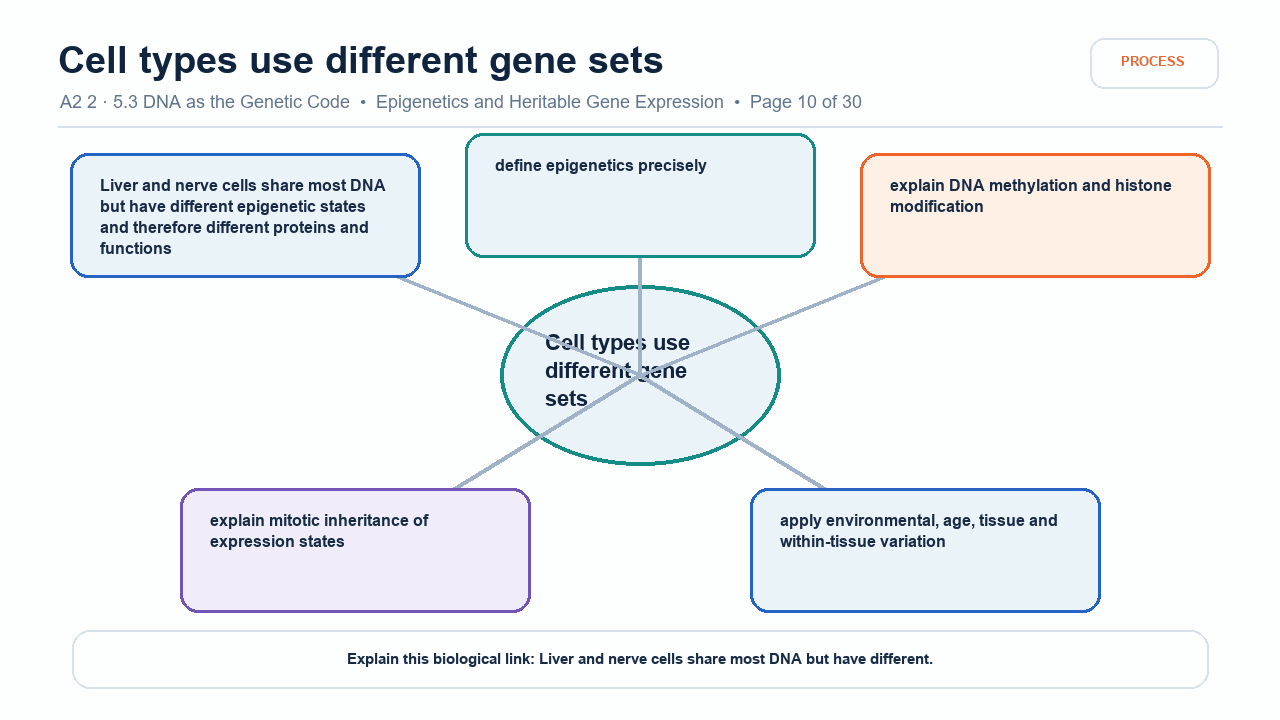 Cell types use different gene sets
PROCESS
A2 2 · 5.3 DNA as the Genetic Code • Epigenetics and Heritable Gene Expression • Page 10 of 30
Liver and nerve cells share most DNA
but have different epigenetic states
and therefore different proteins and
functions
define epigenetics precisely
explain DNA methylation and histone
modification
Cell types use
different gene
sets
explain mitotic inheritance of
expression states
apply environmental, age, tissue and
within-tissue variation
Explain this biological link: Liver and nerve cells share most DNA but have different.